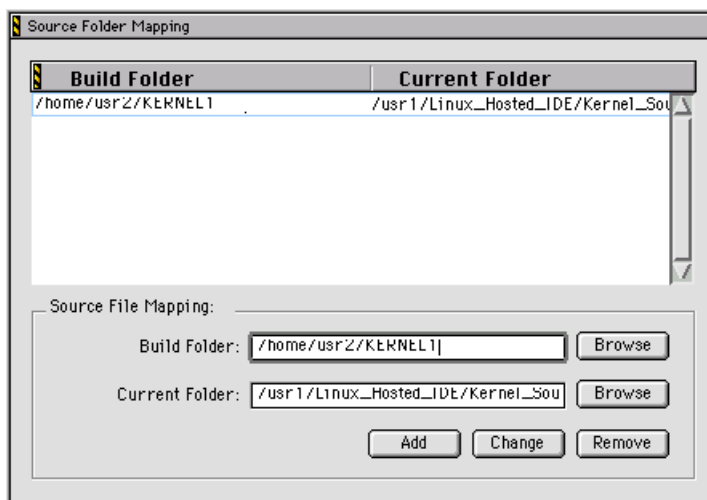 Source Folder Mapping
Build Folder Current Folder
/home/usr2/KERNEL1 /usr1/Linux_Hosted_IDE/Kernel_Sou
Source File Mapping:
Build Folder: /home/usr2/KERNEL1 Browse
Current Folder: /usr1/Linux_Hosted_IDE/Kernel_Sou Browse
Add Change Remove